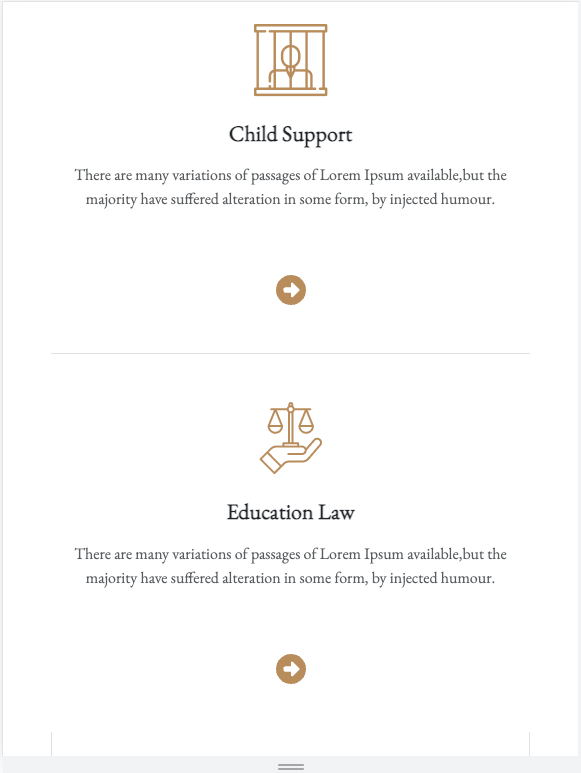 Child Support
There are many variations of passages of Lorem Ipsum available,but the
majority have suffered alteration in some form, by injected humour.
Education Law
There are many variations of passages of Lorem Ipsum available,but the
majority have suffered alteration in some form, by injected humour.